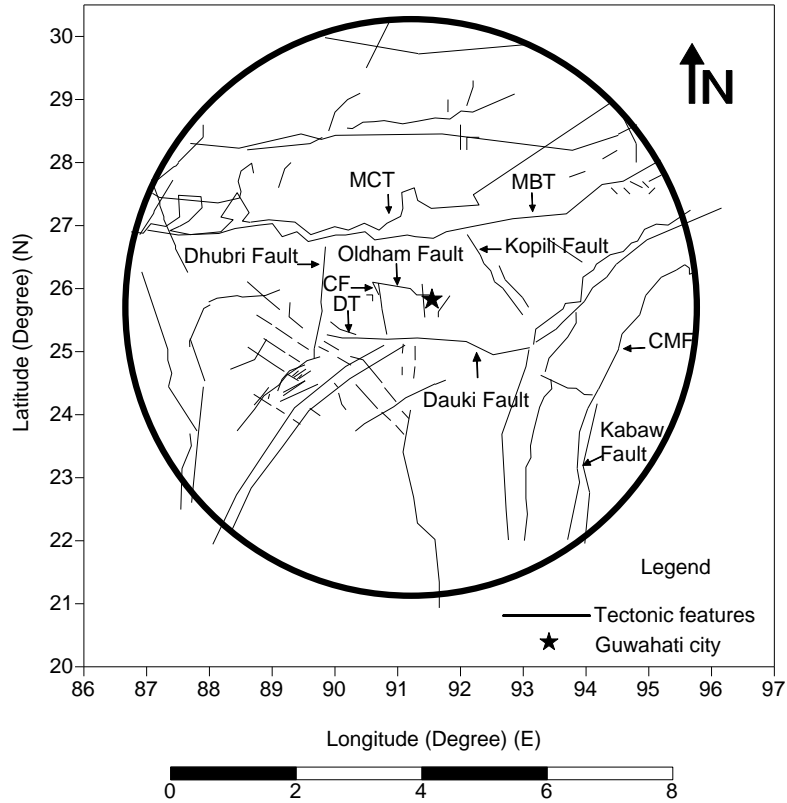 N
MCT
MBT
Dhubri Fault
Oldham Fault
Kopili Fault
CF
DT
CMF
Dauki Fault
Kabaw
Fault
Legend
Tectonic features
Guwahati city
30
29
28
27
26
25
24
23
22
21
20
Latitude (Degree) (N)
86 87 88 89 90 91 92 93 94 95 96 97
Longitude (Degree) (E)
0 2 4 6 8